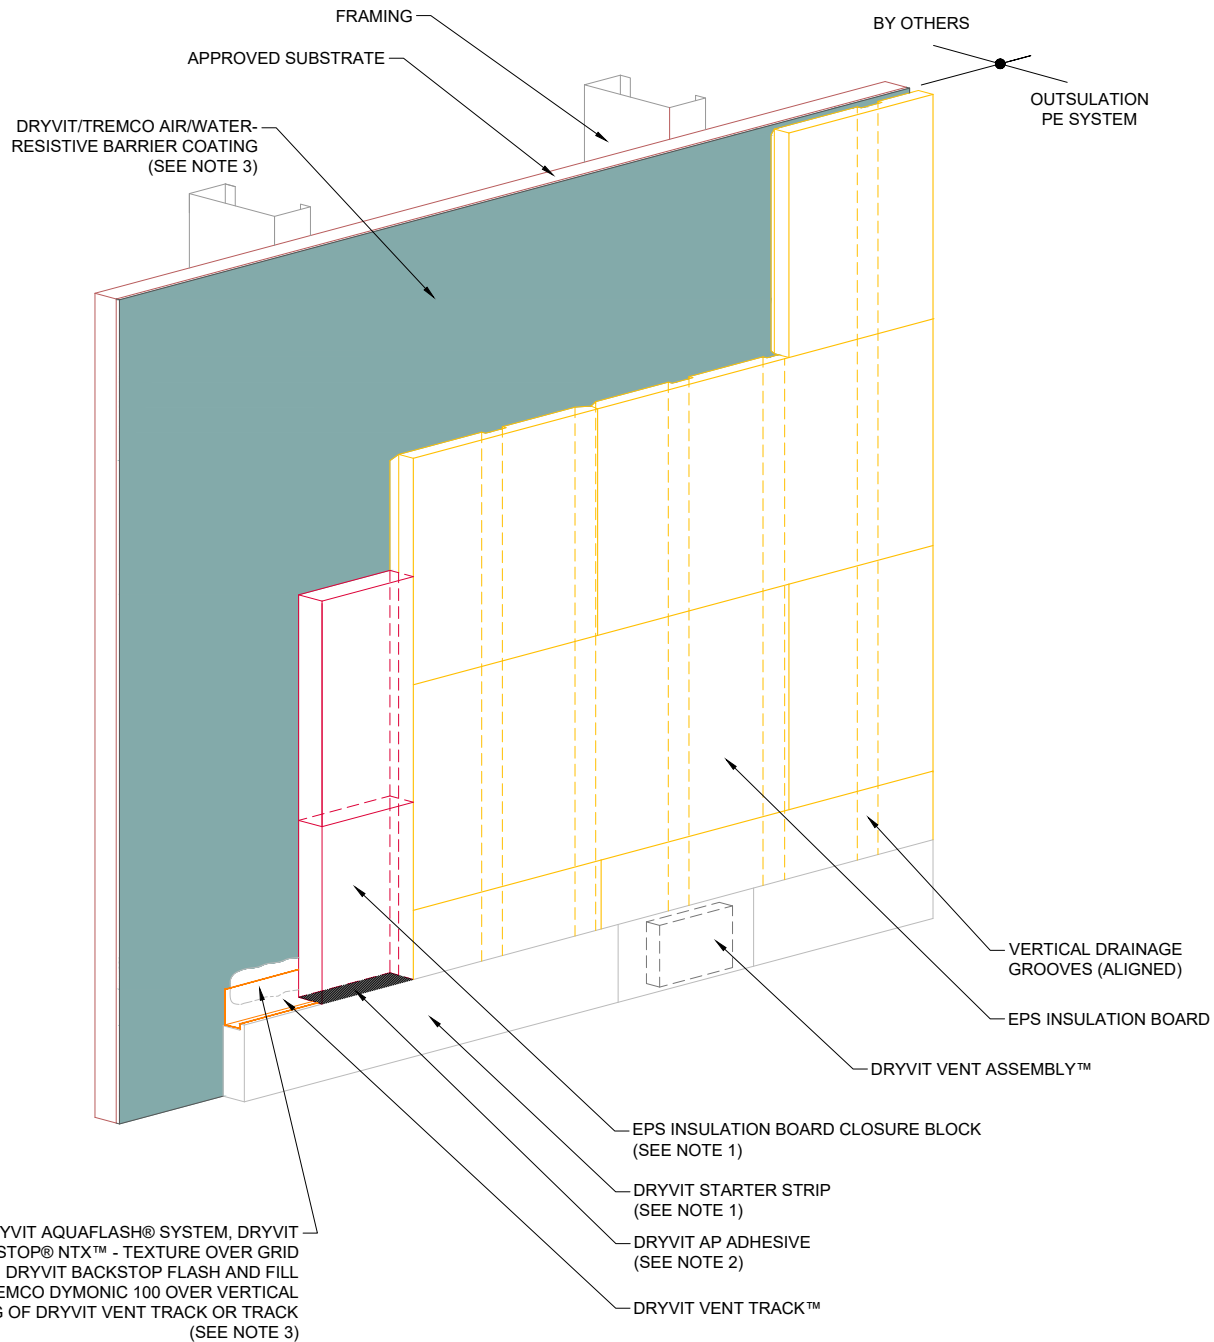 FRAMING
APPROVED SUBSTRATE
DRYVIT/TREMCO AIR/WATER-
RESISTIVE BARRIER COATING
(SEE NOTE 3)
BY OTHERS
OUTSULATION
PE SYSTEM
VERTICAL DRAINAGE
GROOVES (ALIGNED)
EPS INSULATION BOARD
DRYVIT VENT ASSEMBLY™
EPS INSULATION BOARD CLOSURE BLOCK
(SEE NOTE 1)
DRYVIT STARTER STRIP
(SEE NOTE 1)
DRYVIT AP ADHESIVE
(SEE NOTE 2)
DRYVIT VENT TRACK™
AQUAFLASH® SYSTEM, DRYVIT
NTX™ - TEXTURE OVER GRID
DRYVIT BACKSTOP FLASH AND FILL
DYMONIC 100 OVER VERTICAL
OF DRYVIT VENT TRACK OR TRACK
(SEE NOTE 3)